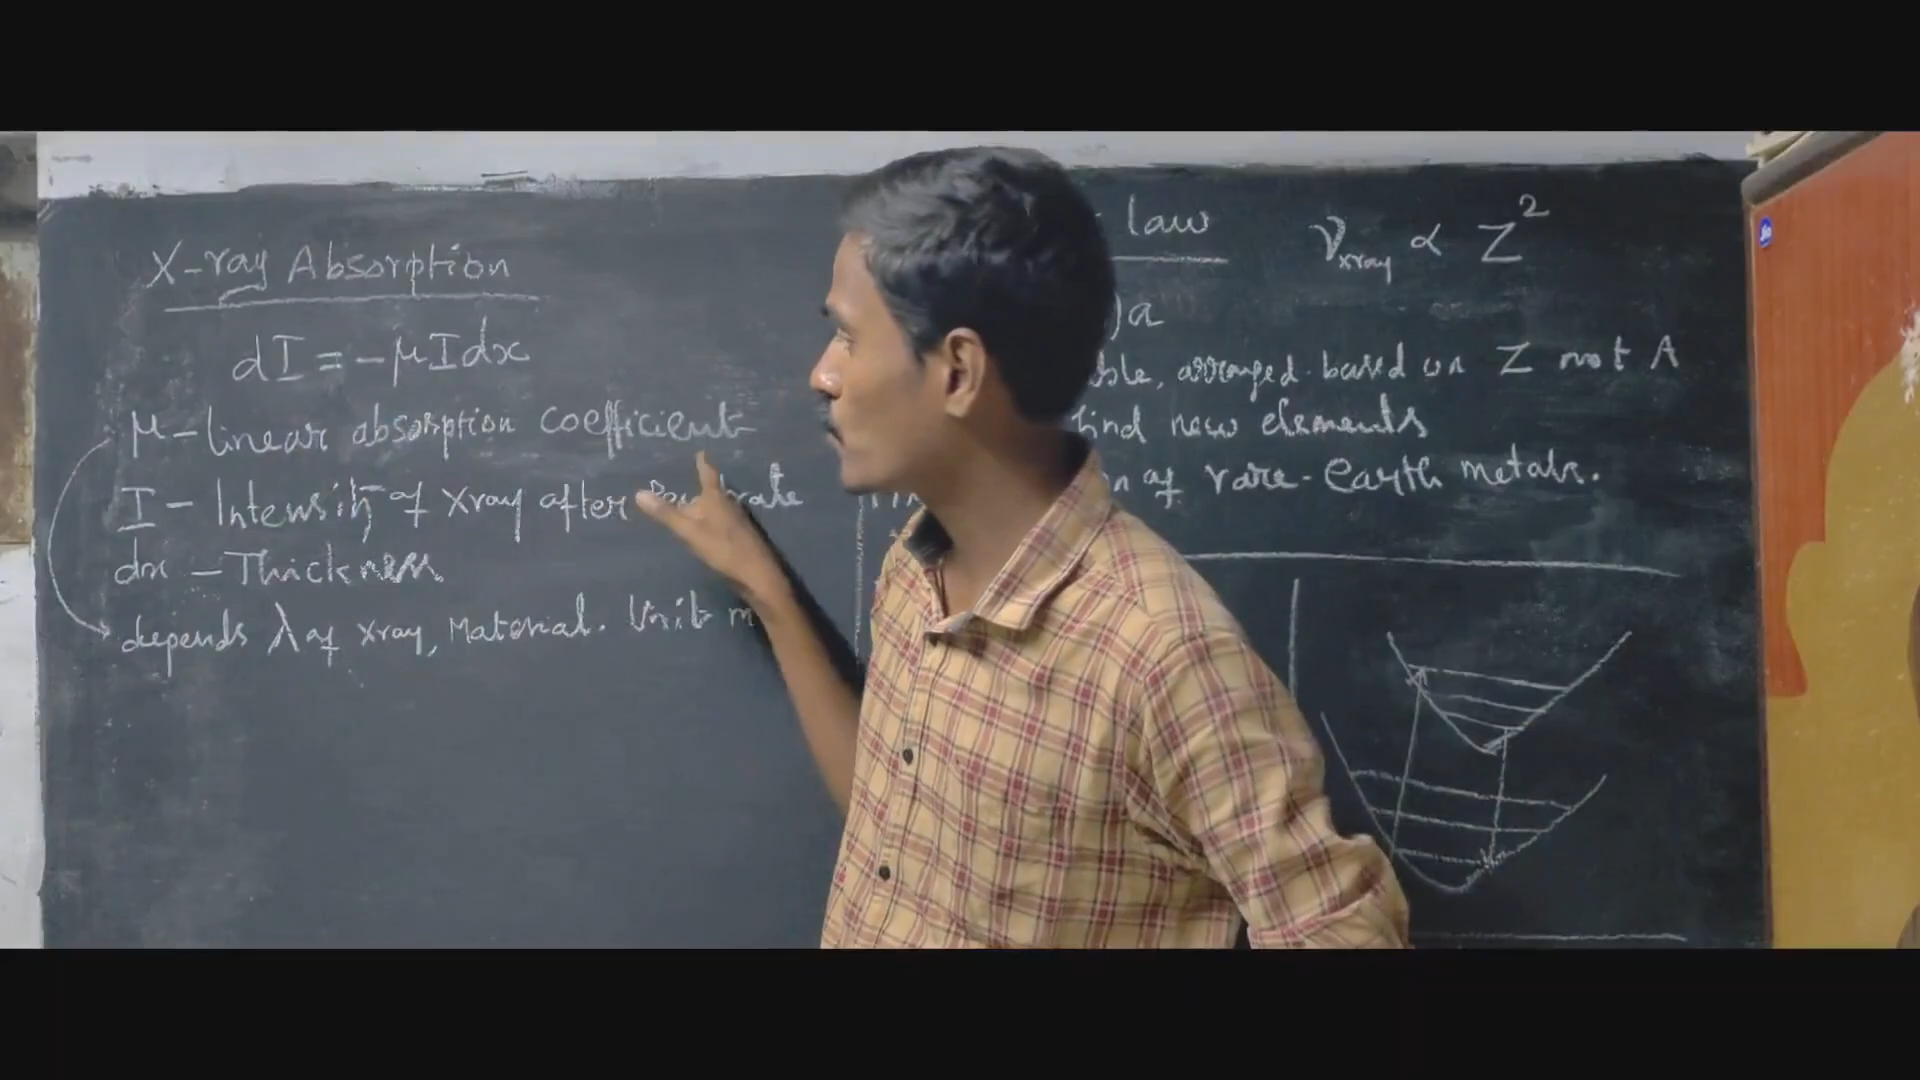 X-ray Absorption
dI = -μIdx
μ - linear absorption coefficient
I - Intensity of Xray after
dx - Thickness
depends λ of xray, Material. Unit m
law
ν xray ∝ Z²
)a
arranged based on Z not A
find new elements
of rare-earth metals.
Jio